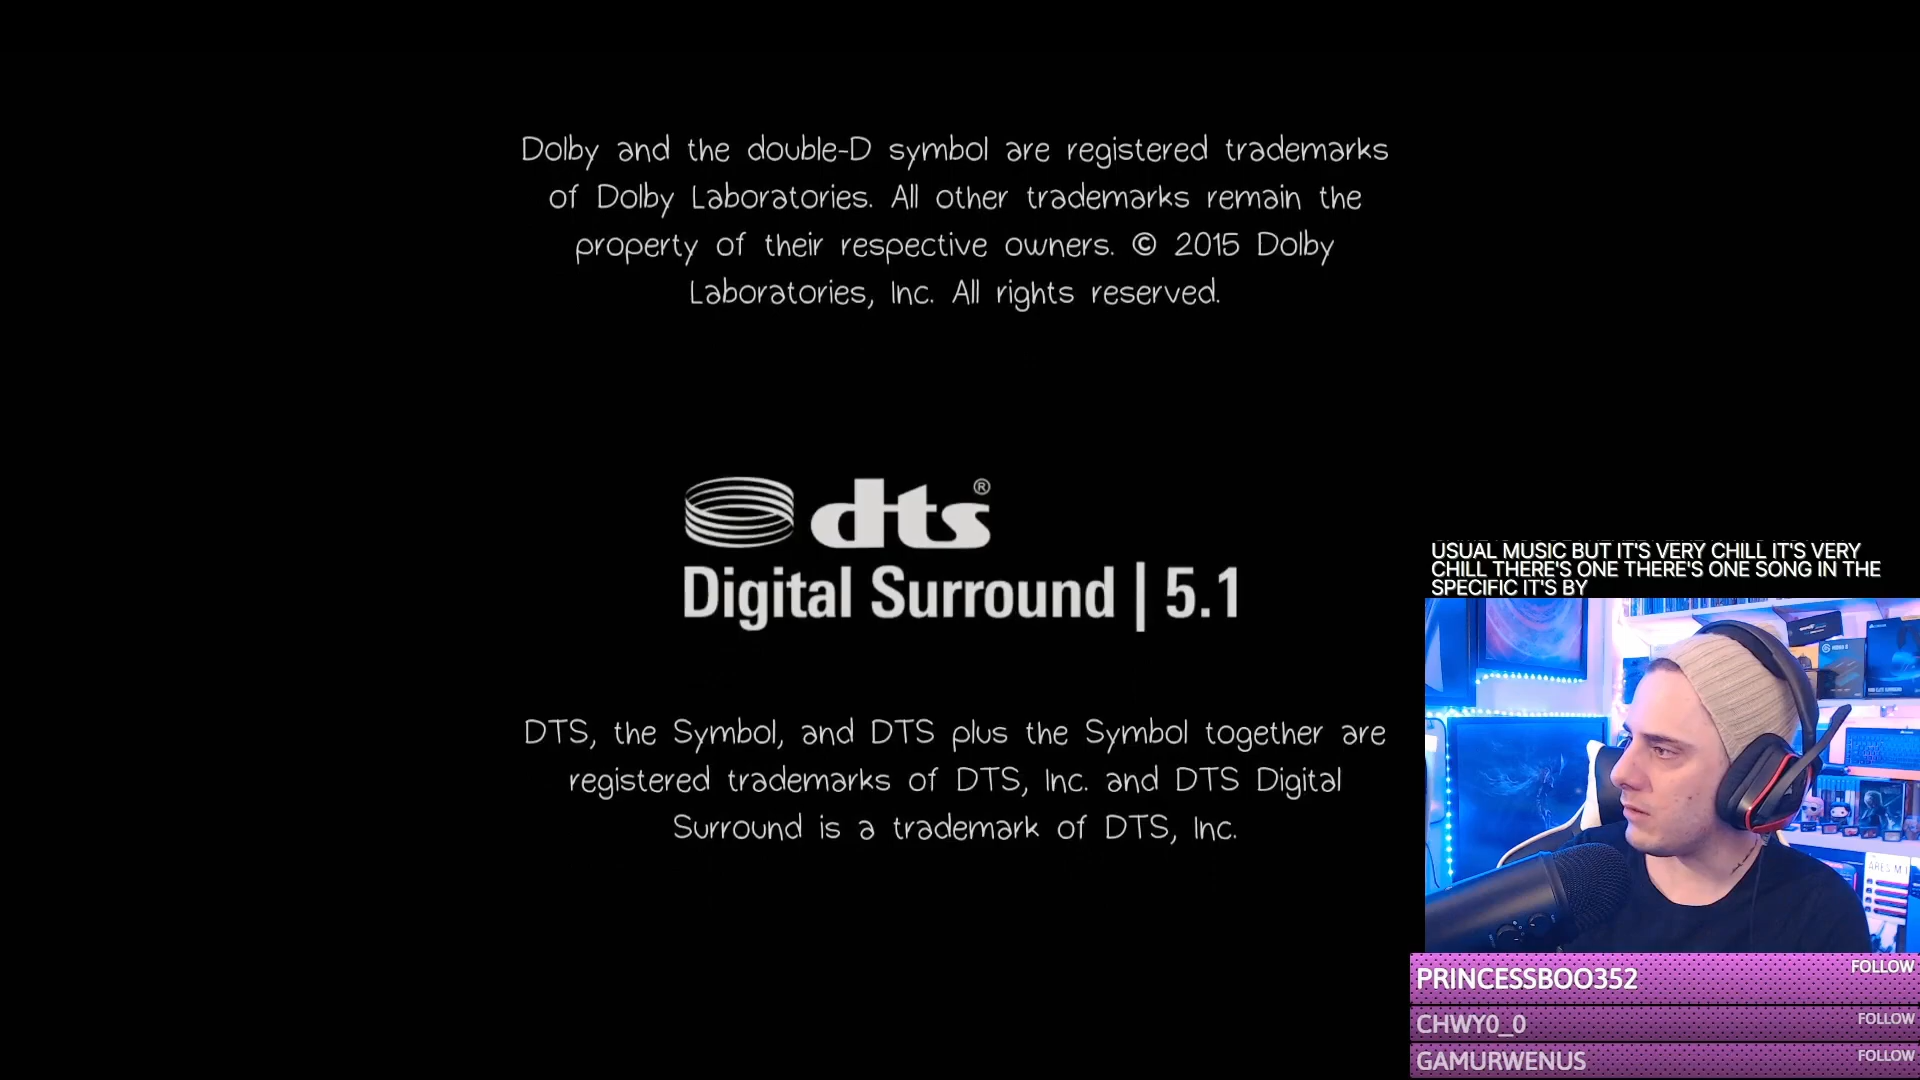 Dolby and the double-D symbol are registered trademarks
of Dolby Laboratories. All other trademarks remain the
property of their respective owners. © 2015 Dolby
Laboratories, Inc. All rights reserved.
dts®
Digital Surround | 5.1
DTS, the Symbol, and DTS plus the Symbol together are
registered trademarks of DTS, Inc. and DTS Digital
Surround is a trademark of DTS, Inc.
USUAL MUSIC BUT IT'S VERY CHILL IT'S VERY
CHILL THERE'S ONE THERE'S ONE SONG IN THE
SPECIFIC IT'S BY
ARES M
PRINCESSBOO352 FOLLOW
CHWY0_0 FOLLOW
GAMURWENUS FOLLOW